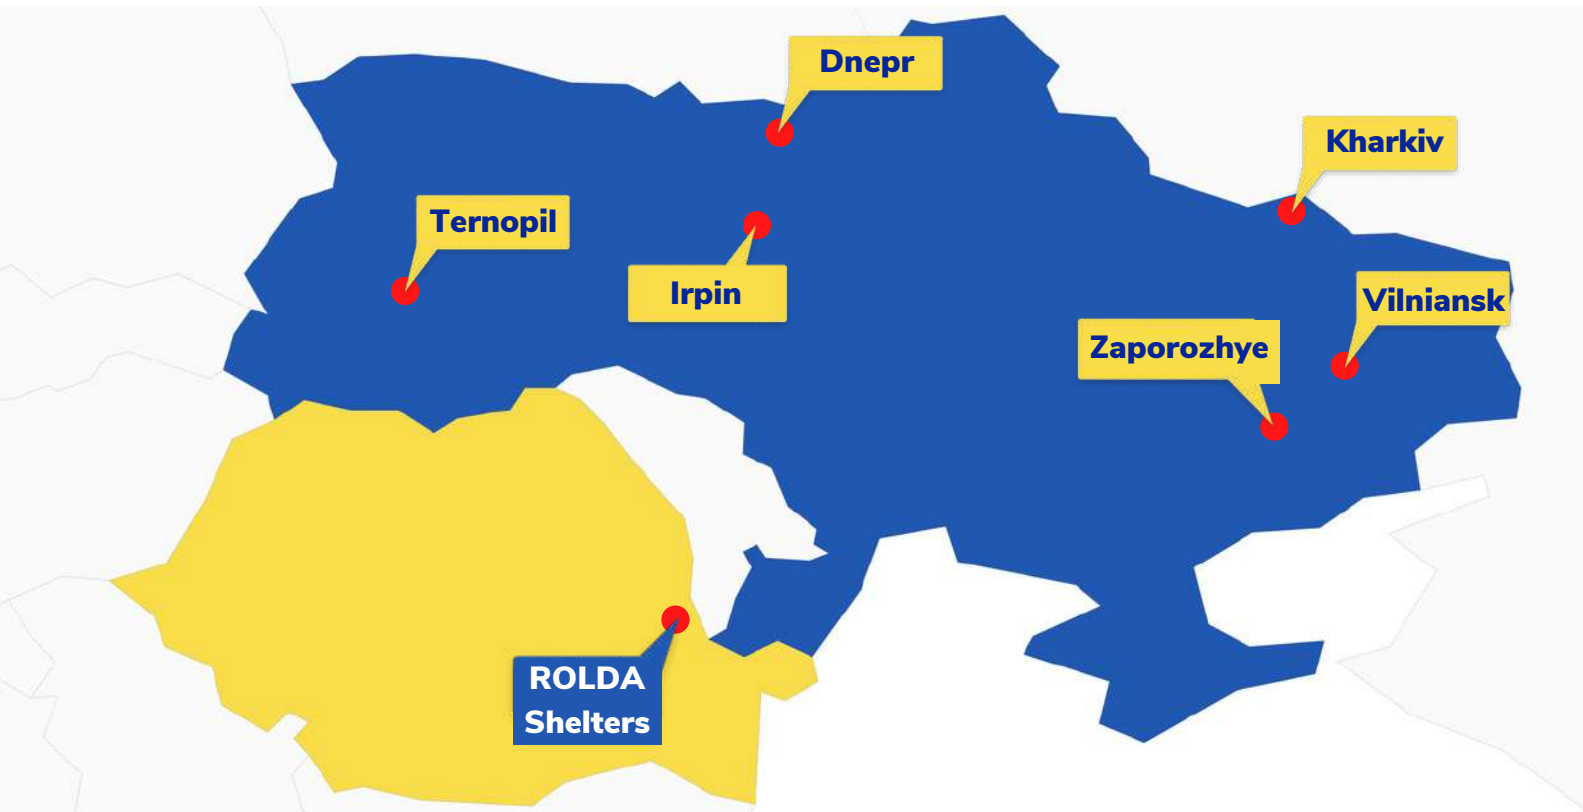 Dnepr
Kharkiv
Ternopil
Irpin
Vilniansk
Zaporozhye
ROLDA
Shelters